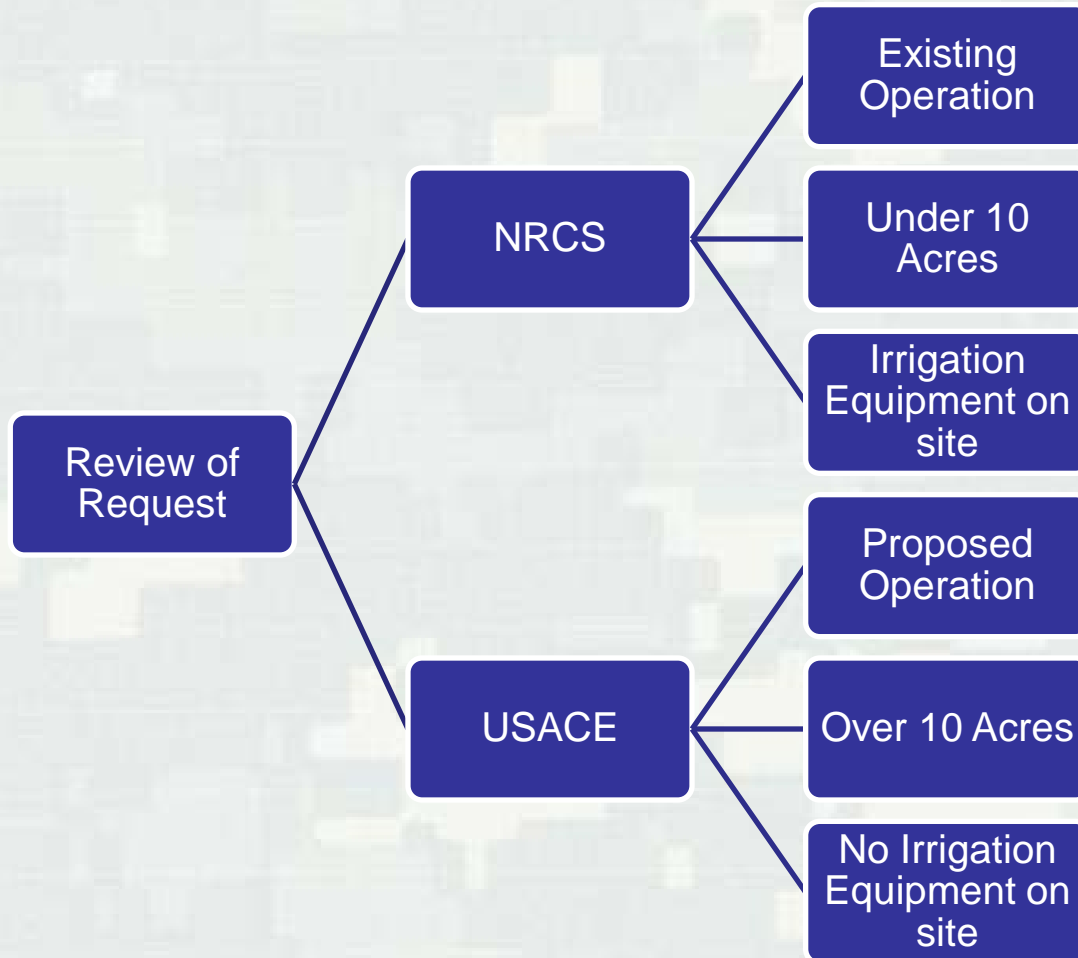 Review of
Request
NRCS
Existing
Operation
Under 10
Acres
Irrigation
Equipment on
site
USACE
Proposed
Operation
Over 10 Acres
No Irrigation
Equipment on
site